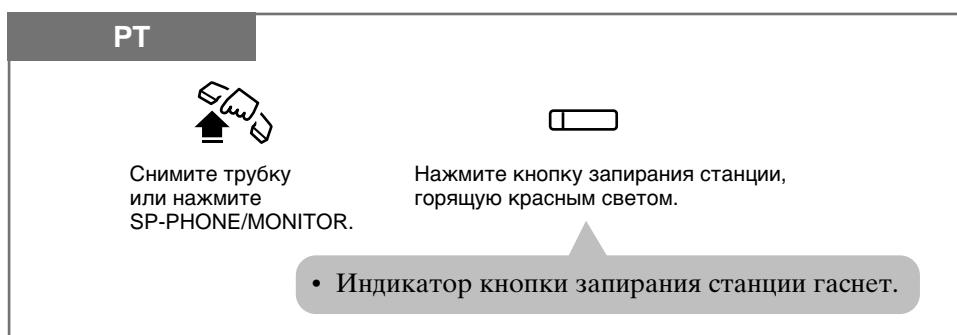 PT
Снимите трубку
или нажмите
SP-PHONE/MONITOR.
Нажмите кнопку запирания станции,
горящую красным светом.
• Индикатор кнопки запирания станции гаснет.